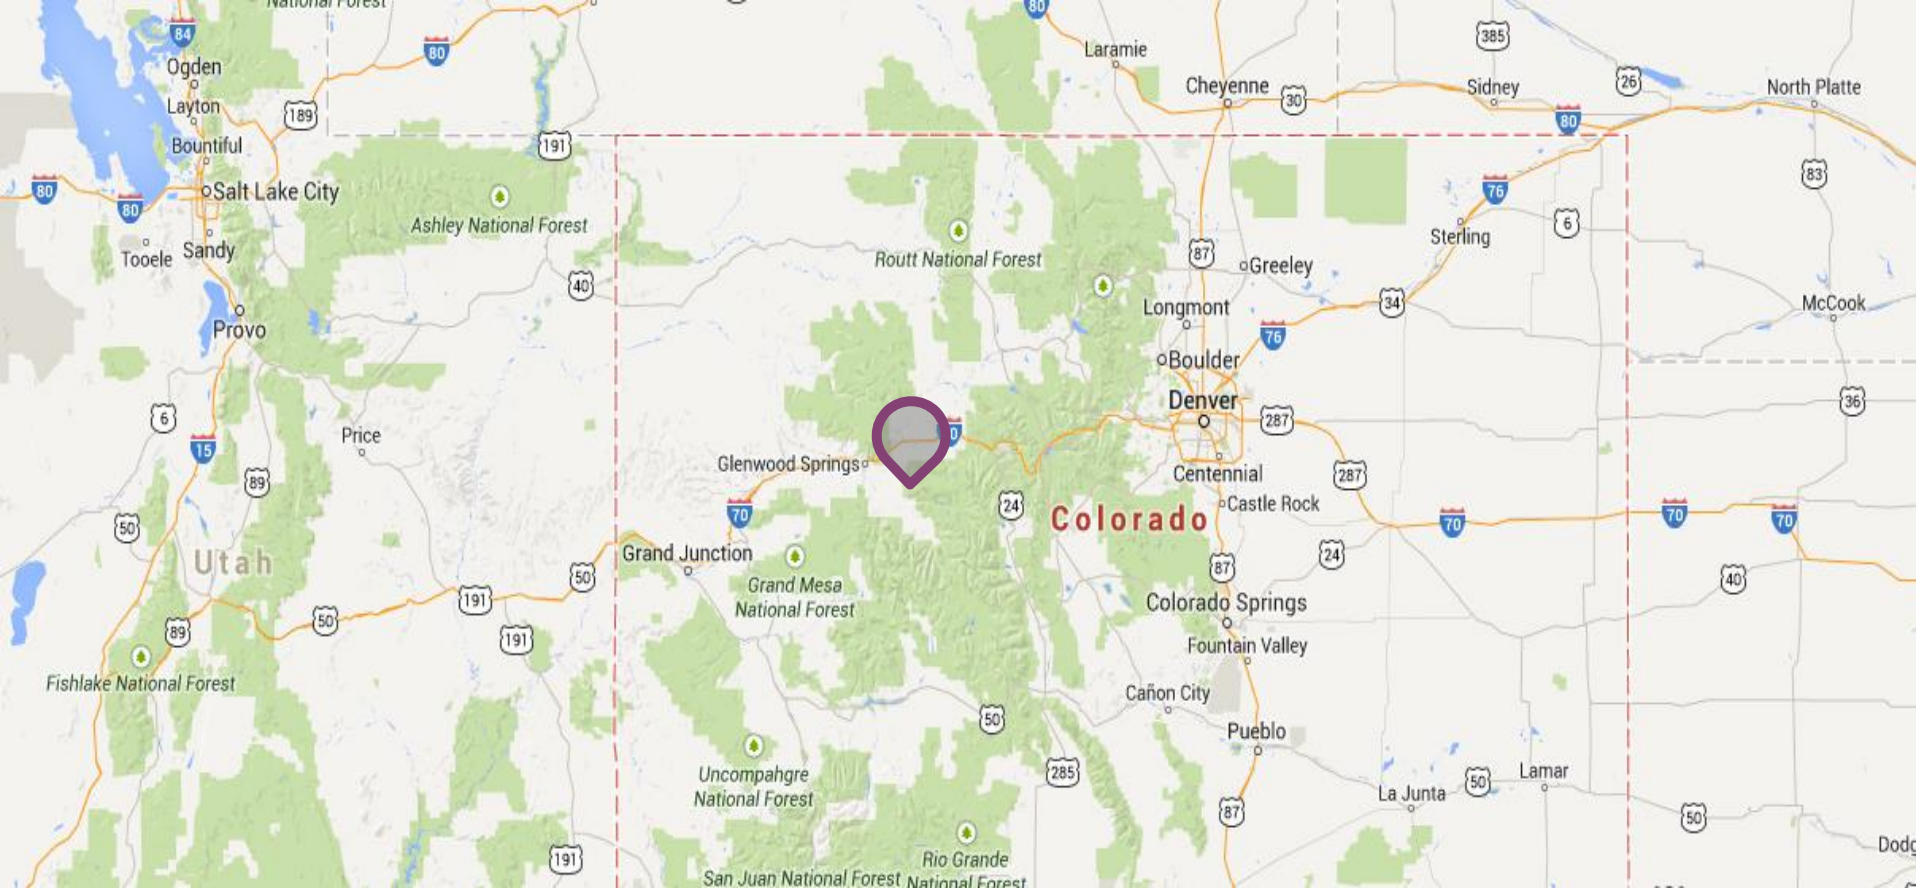 National Forest
80
84
80
Laramie
385
Ogden
Cheyenne
30
Sidney
26
North Platte
Layton
189
80
Bountiful
191
83
80
Salt Lake City
76
80
Ashley National Forest
6
Sandy
Tooele
Routt National Forest
87
Sterling
Greeley
40
Longmont
34
McCook
Provo
76
Boulder
Denver
36
6
287
Price
15
Glenwood Springs
Centennial
287
89
24
Castle Rock
70
Colorado
70
70
70
50
Utah
Grand Junction
24
50
Grand Mesa
National Forest
87
40
191
Colorado Springs
50
89
191
Fountain Valley
Fishlake National Forest
Cañon City
50
Pueblo
Uncompahgre
National Forest
285
50
Lamar
La Junta
87
50
191
Rio Grande
National Forest
San Juan National Forest